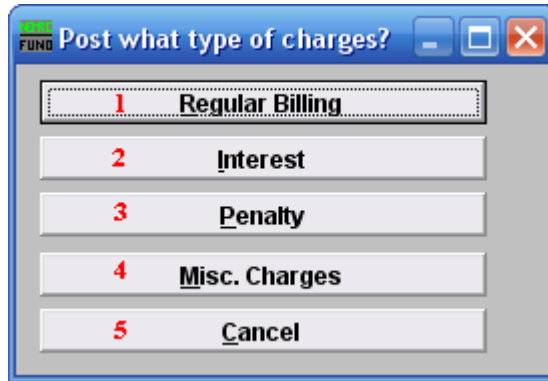 FUND Post what type of charges?
1 Regular Billing
2 Interest
3 Penalty
4 Misc. Charges
5 Cancel